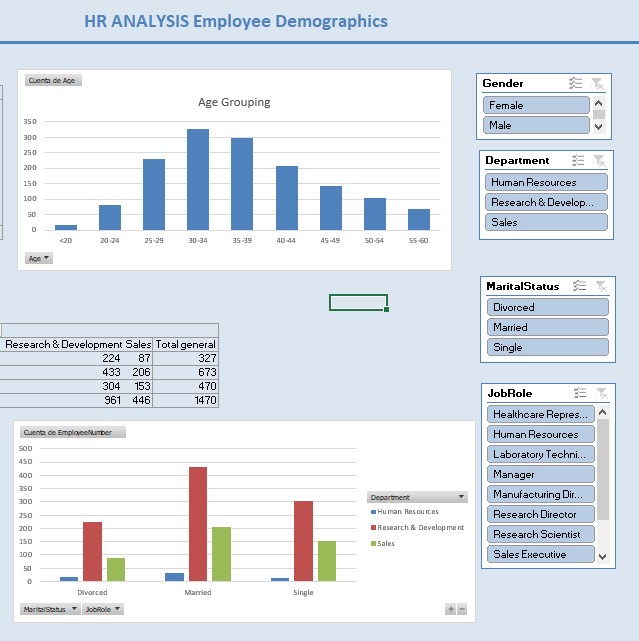 HR ANALYSIS Employee Demographics
Cuenta de Age
Age Grouping
350
300
250
200
150
100
50
0
<20 20-24 25-29 30-34 35-39 40-44 45-49 50-54 55-60
Age
Gender
Female
Male
Department
Human Resources
Research & Develop...
Sales
MaritalStatus
Divorced
Married
Single
Research & Development Sales Total general
224 87 327
433 206 673
304 153 470
961 446 1470
JobRole
Healthcare Repres...
Human Resources
Laboratory Techni...
Manager
Manufacturing Dir...
Research Director
Research Scientist
Sales Executive
Cuenta de EmployeeNumber
500
450
400
350
300
250
200
150
100
50
0
Divorced Married Single
Department
Human Resources
Research & Development
Sales
MaritalStatus JobRole